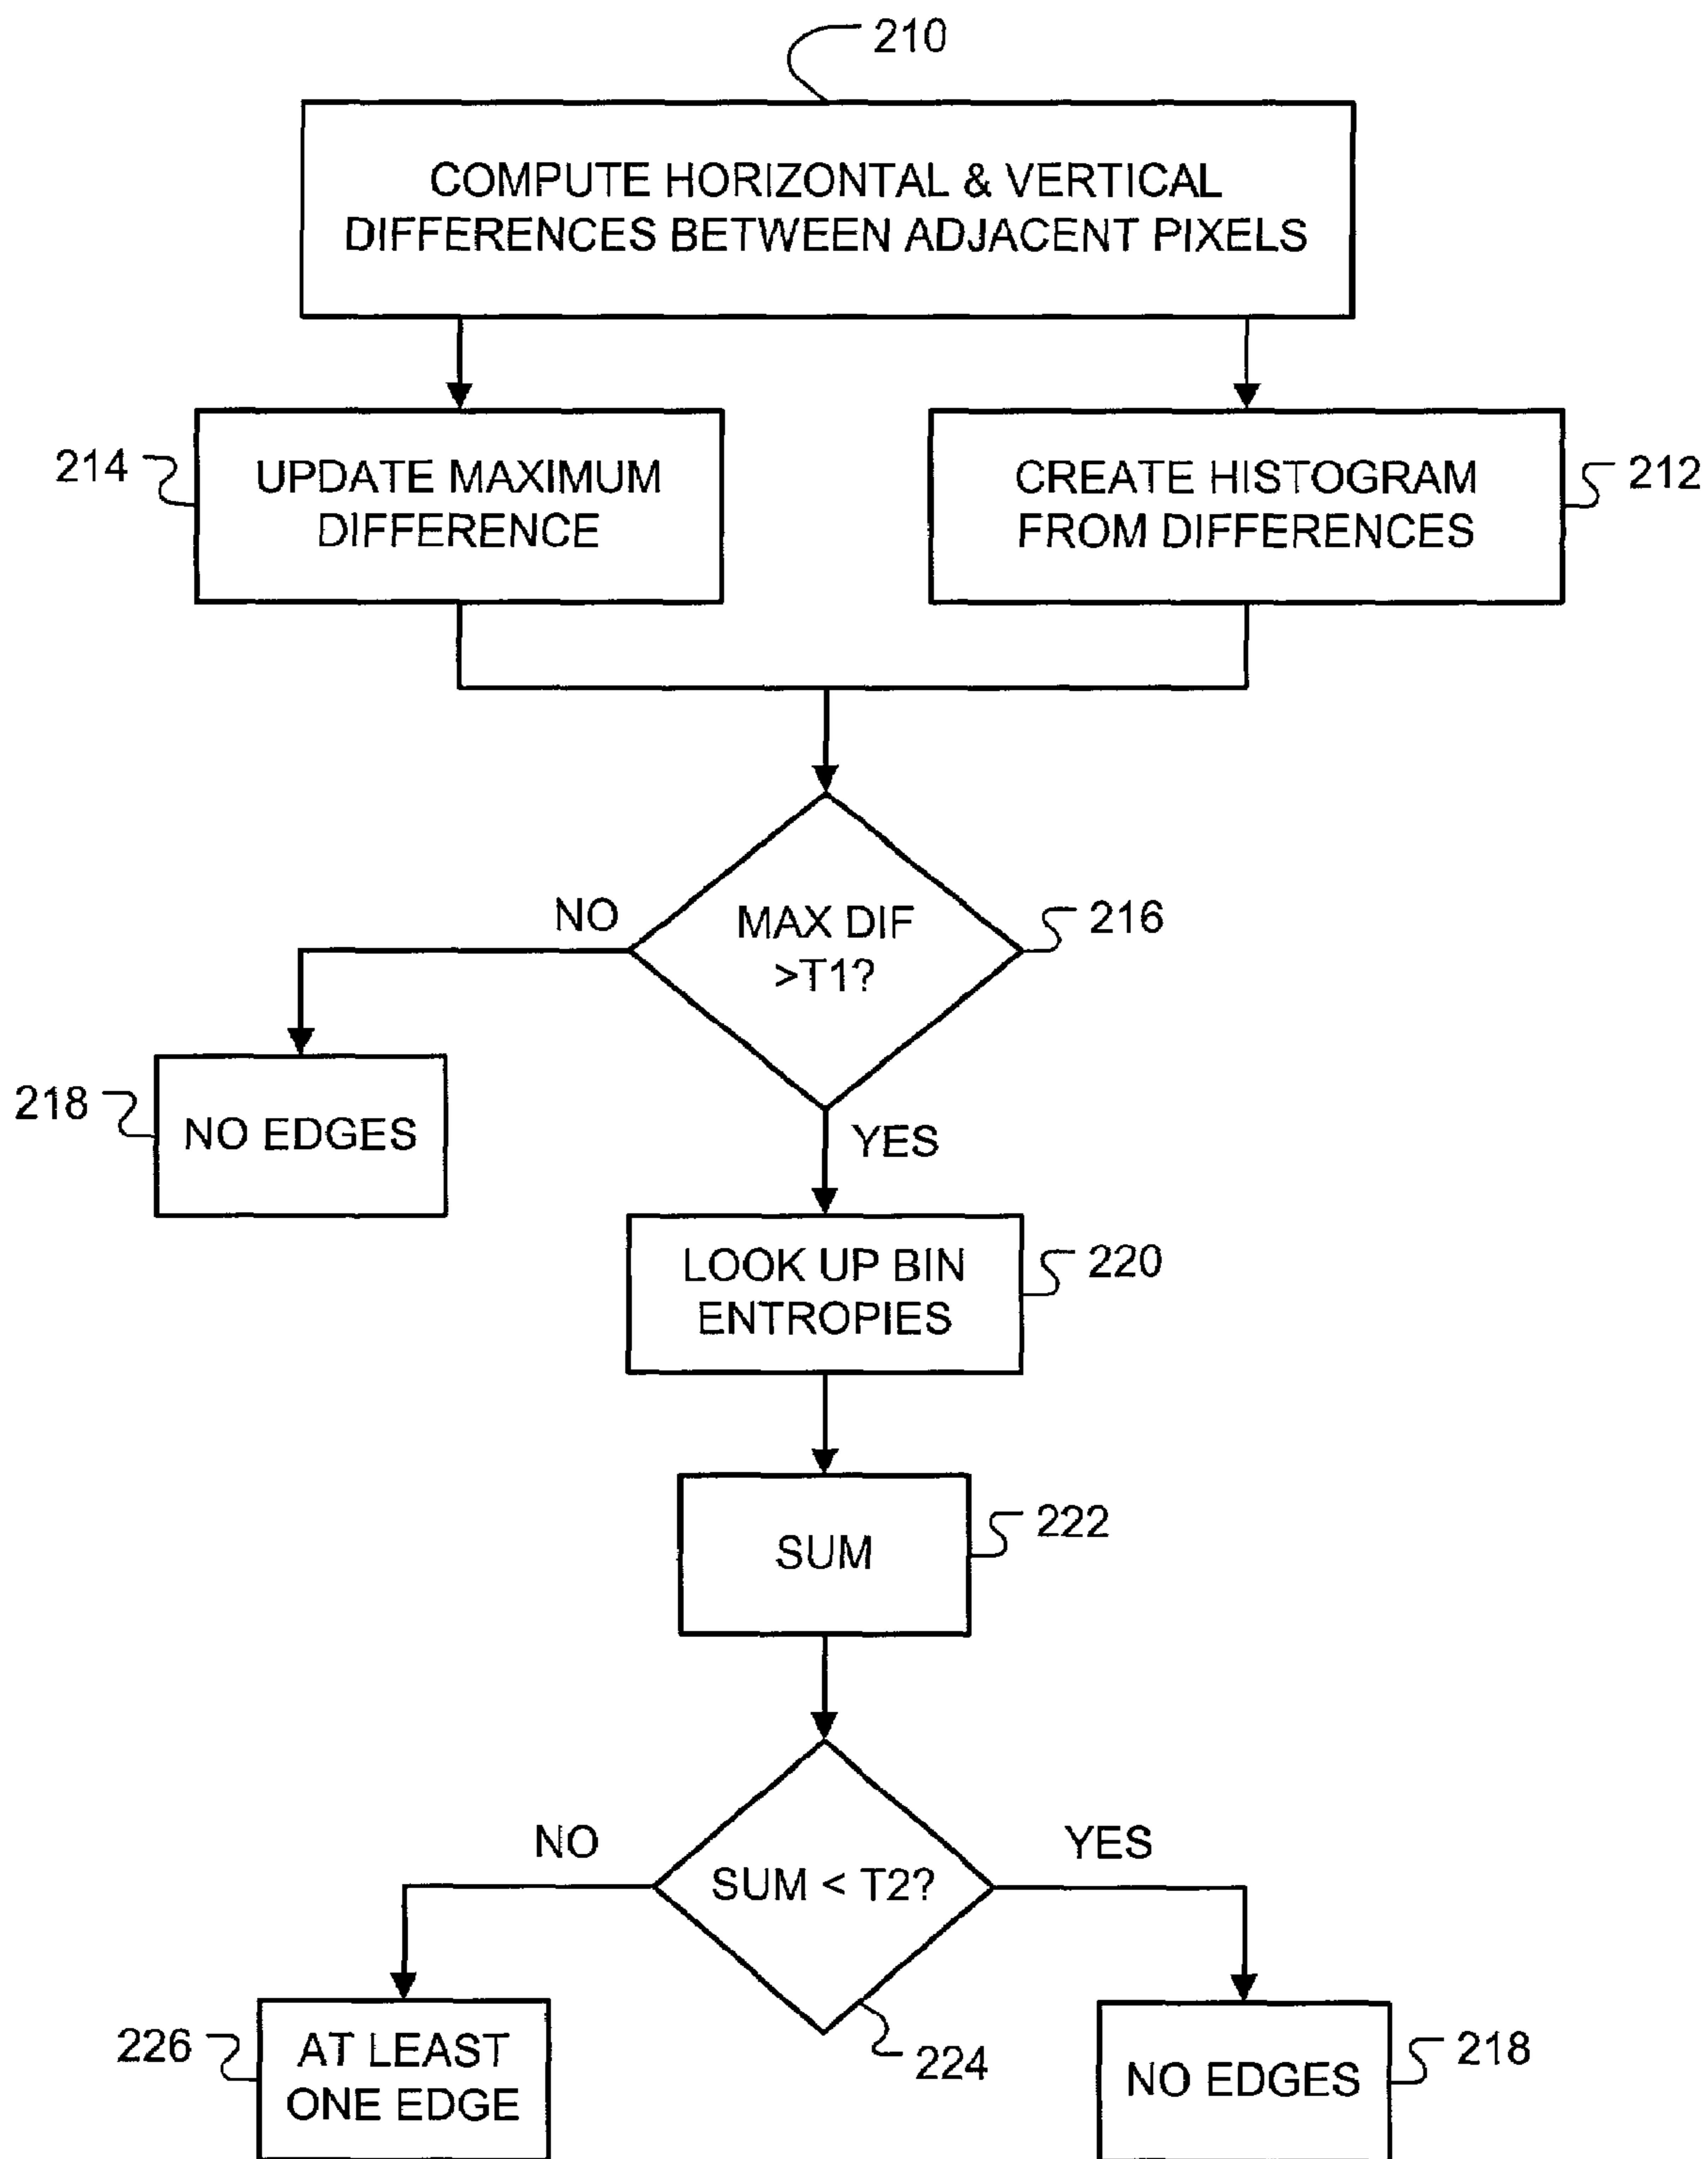 210
COMPUTE HORIZONTAL & VERTICAL
DIFFERENCES BETWEEN ADJACENT PIXELS
214
UPDATE MAXIMUM
DIFFERENCE
CREATE HISTOGRAM
FROM DIFFERENCES
212
NO
MAX DIF
>T1?
216
218
NO EDGES
YES
LOOK UP BIN
ENTROPIES
220
SUM
222
NO
SUM < T2?
YES
226
AT LEAST
ONE EDGE
224
NO EDGES
218